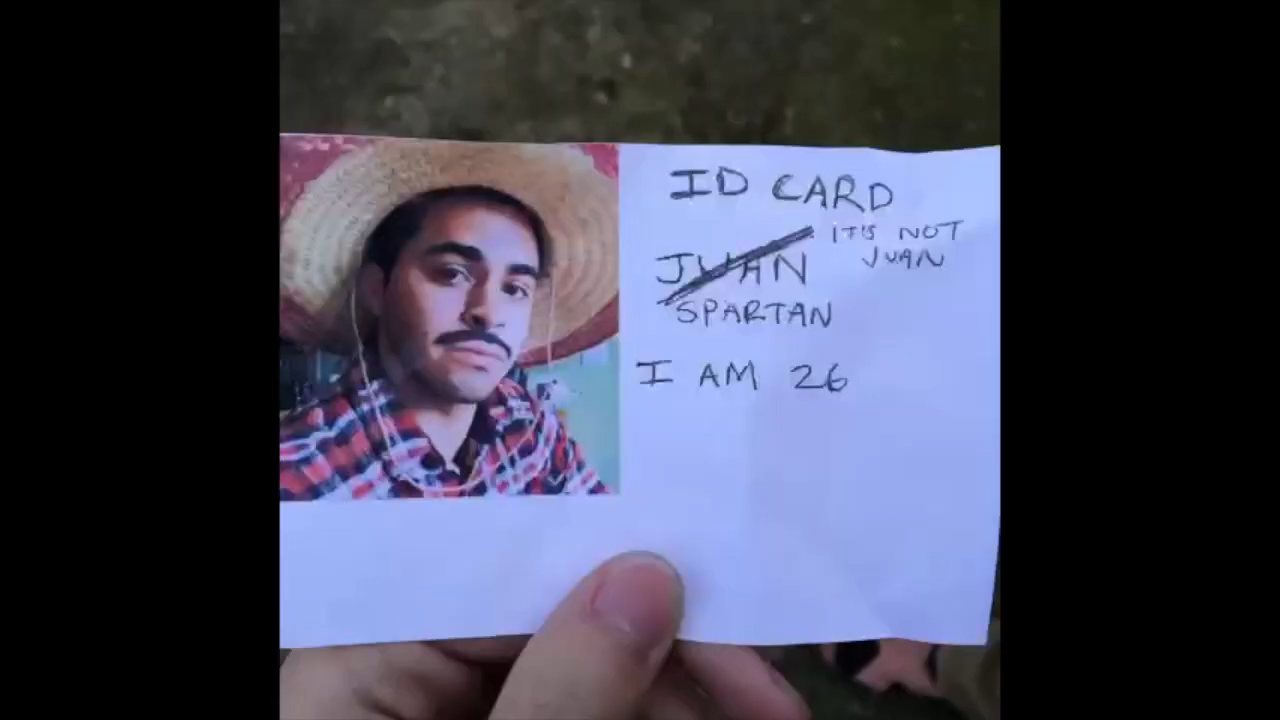 ID CARD
IT'S NOT
JUAN
JUAN
SPARTAN
I AM 26